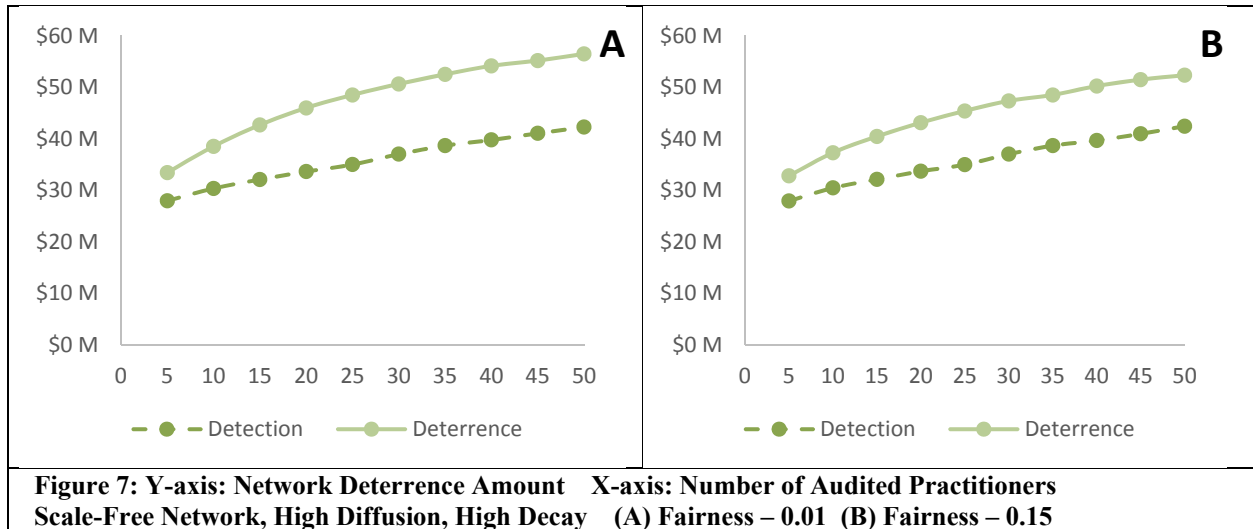 A
$60 M
$50 M
$40 M
$30 M
$20 M
$10 M
$0 M
0 5 10 15 20 25 30 35 40 45 50
Detection Deterrence
B
$60 M
$50 M
$40 M
$30 M
$20 M
$10 M
$0 M
0 5 10 15 20 25 30 35 40 45 50
Detection Deterrence
Figure 7: Y-axis: Network Deterrence Amount X-axis: Number of Audited Practitioners
Scale-Free Network, High Diffusion, High Decay (A) Fairness – 0.01 (B) Fairness – 0.15